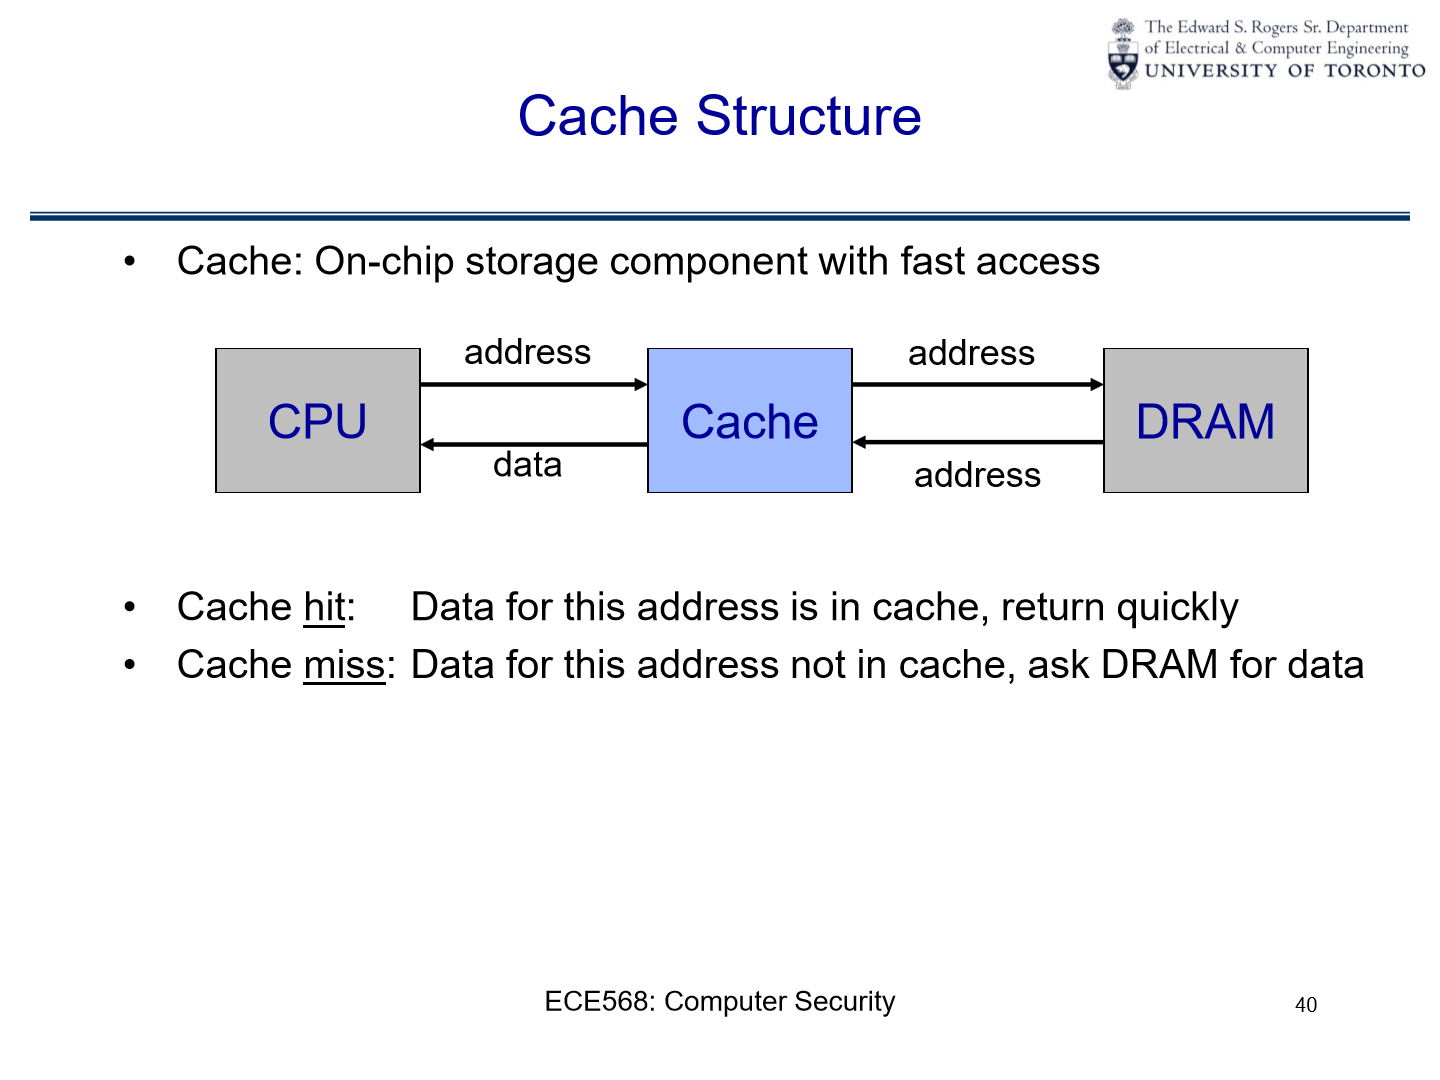 The Edward S. Rogers Sr. Department
of Electrical & Computer Engineering
UNIVERSITY OF TORONTO
Cache Structure
• Cache: On-chip storage component with fast access
address
address
CPU
Cache
DRAM
data
address
• Cache hit: Data for this address is in cache, return quickly
• Cache miss: Data for this address not in cache, ask DRAM for data
ECE568: Computer Security
40